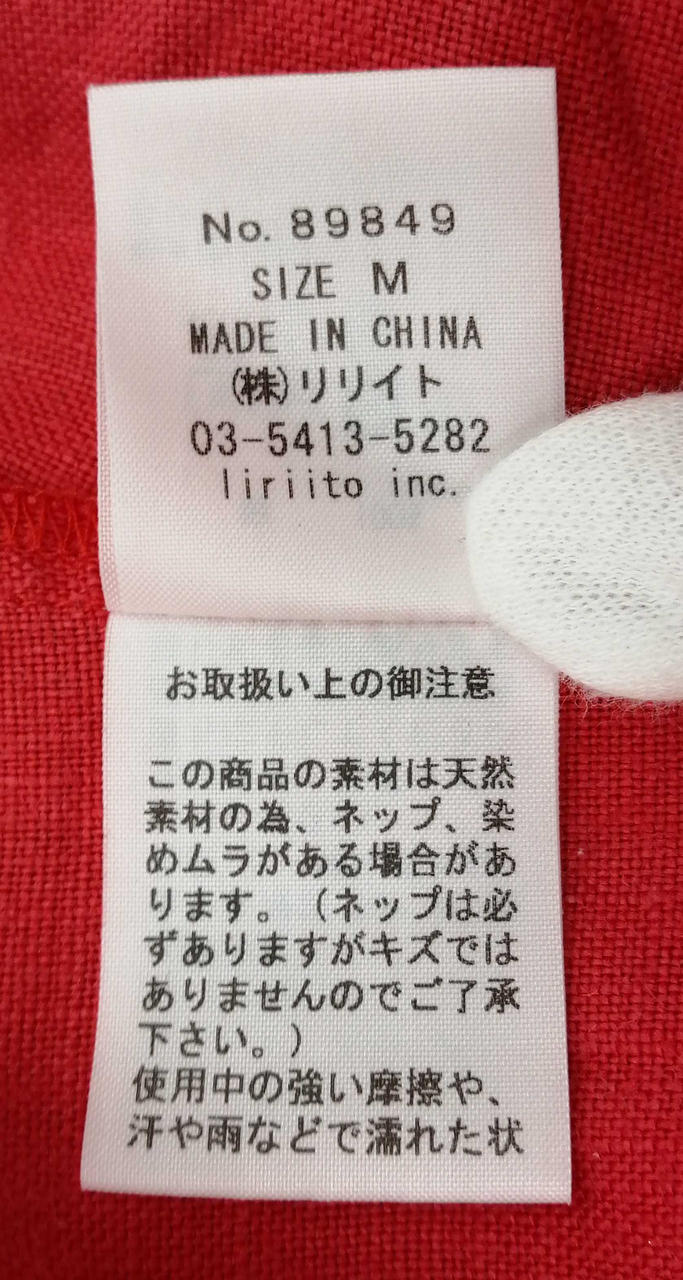 No. 89849
SIZE M
MADE IN CHINA
(株)リリイト
03-5413-5282
liriito inc.
お取扱い上の御注意
この商品の素材は天然
素材の為、ネップ、染
めムラがある場合があ
ります。（ネップは必
ずありますがキズでは
ありませんのでご了承
下さい。）
使用中の強い摩擦や、
汗や雨などで濡れた状